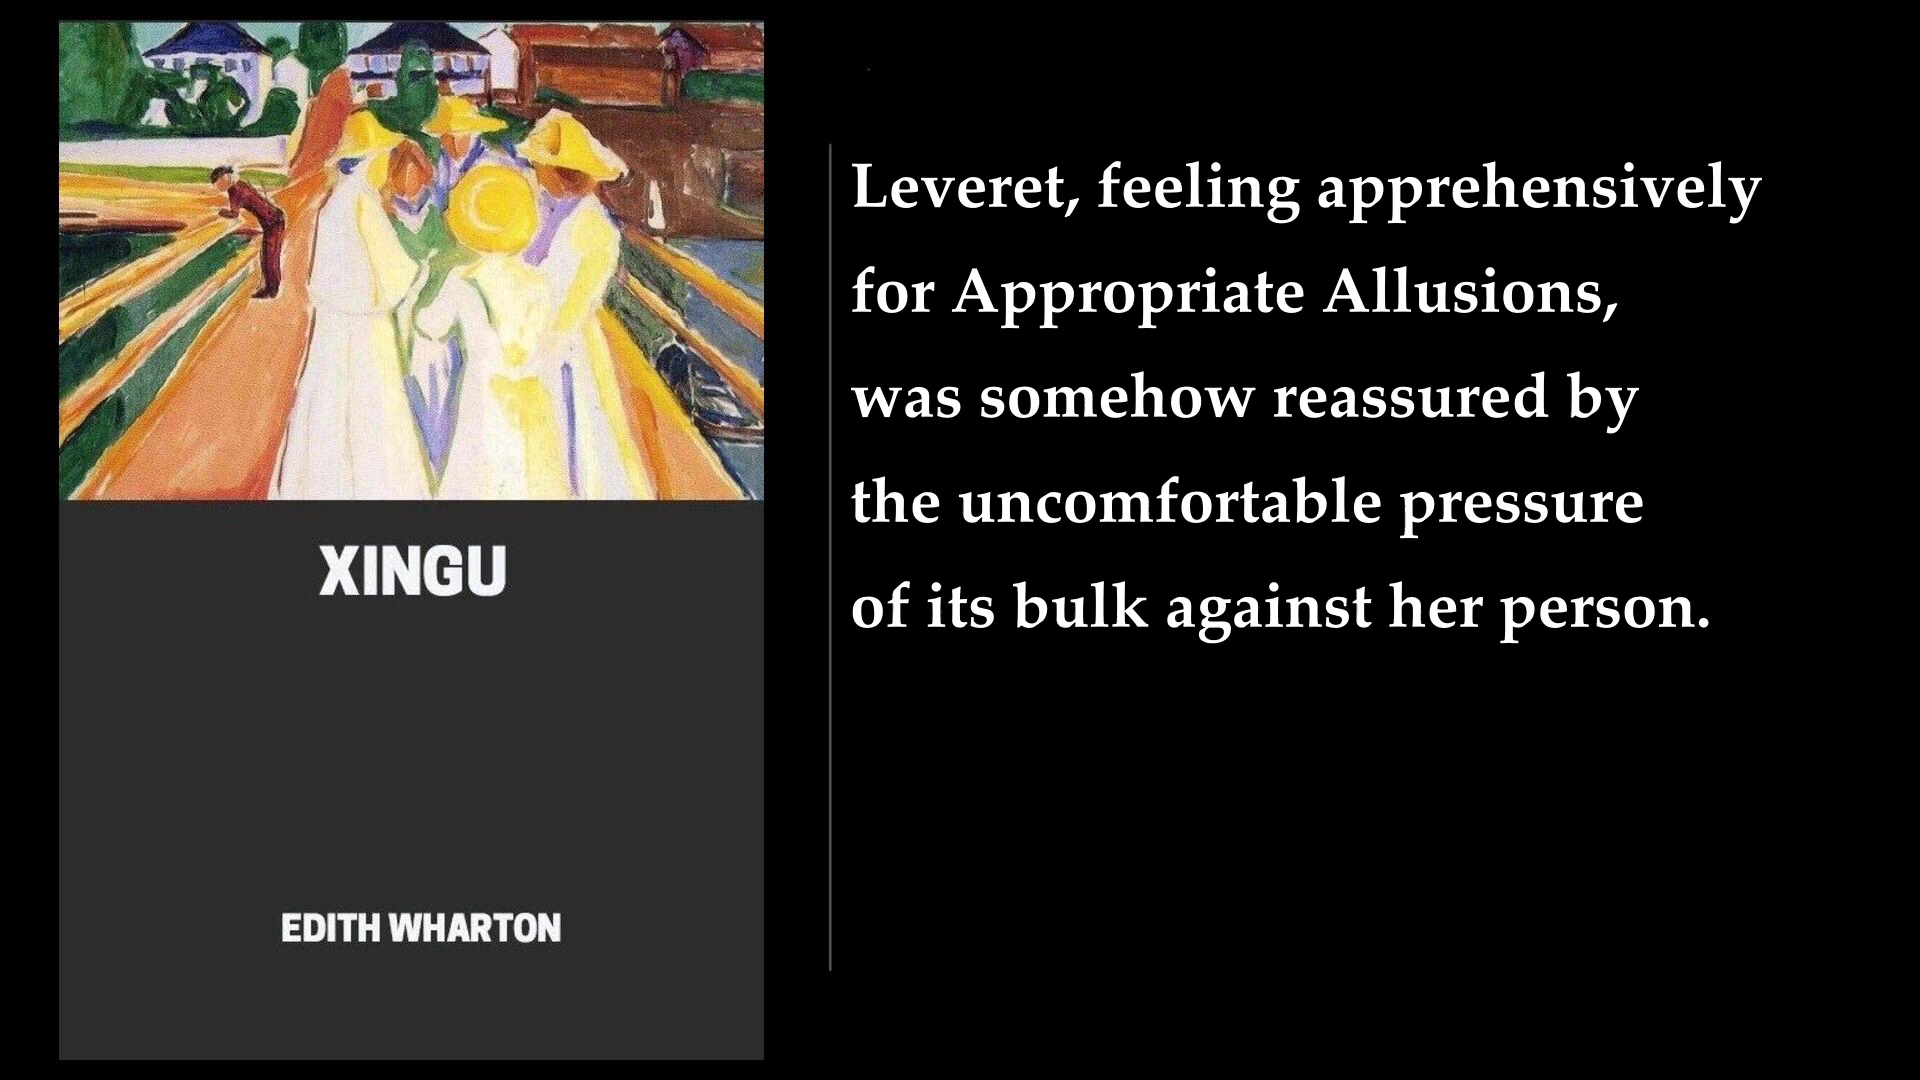 XINGU
EDITH WHARTON
Leveret, feeling apprehensively
for Appropriate Allusions,
was somehow reassured by
the uncomfortable pressure
of its bulk against her person.